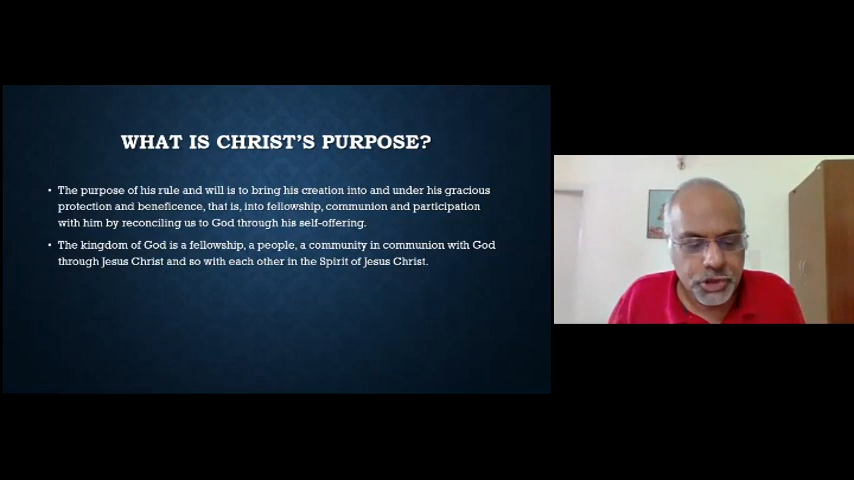 WHAT IS CHRIST'S PURPOSE?
• The purpose of his rule and will is to bring his creation into and under his gracious
protection and beneficence, that is, into fellowship, communion and participation
with him by reconciling us to God through his self-offering.
• The kingdom of God is a fellowship, a people, a community in communion with God
through Jesus Christ and so with each other in the Spirit of Jesus Christ.